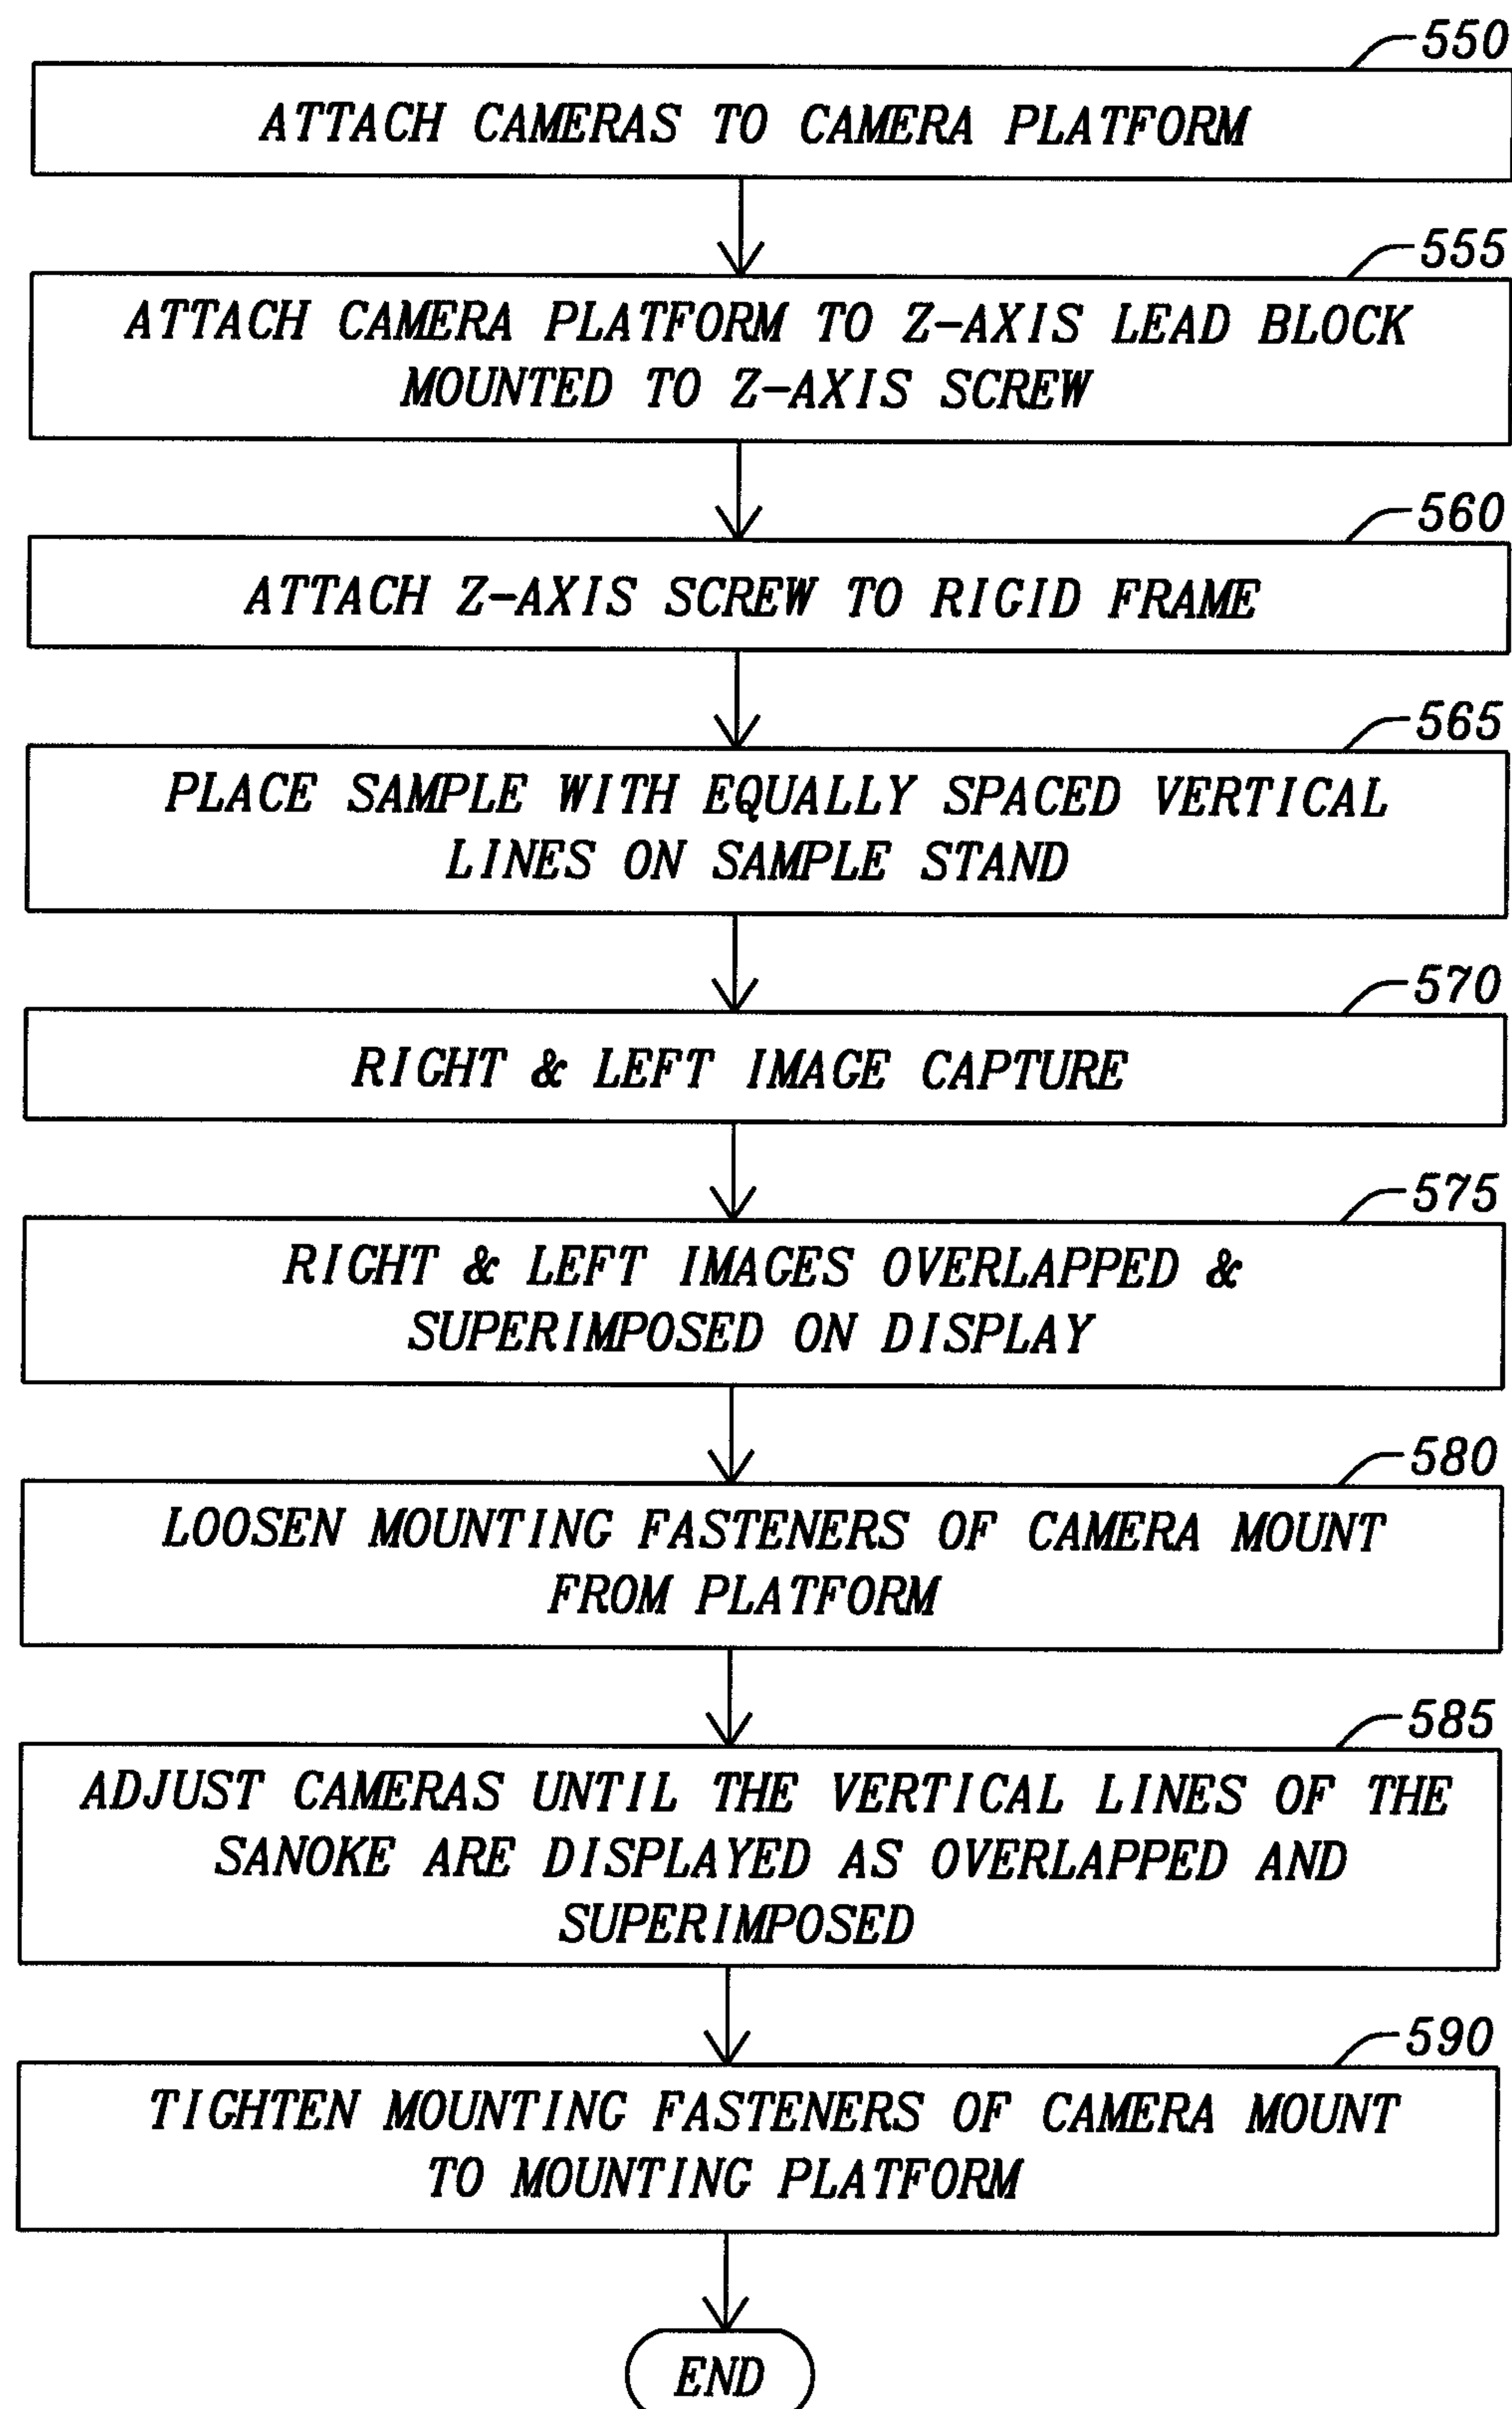 550
ATTACH CAMERAS TO CAMERA PLATFORM
555
ATTACH CAMERA PLATFORM TO Z-AXIS LEAD BLOCK
MOUNTED TO Z-AXIS SCREW
560
ATTACH Z-AXIS SCREW TO RIGID FRAME
565
PLACE SAMPLE WITH EQUALLY SPACED VERTICAL
LINES ON SAMPLE STAND
570
RIGHT & LEFT IMAGE CAPTURE
575
RIGHT & LEFT IMAGES OVERLAPPED &
SUPERIMPOSED ON DISPLAY
580
LOOSEN MOUNTING FASTENERS OF CAMERA MOUNT
FROM PLATFORM
585
ADJUST CAMERAS UNTIL THE VERTICAL LINES OF THE
SANOKE ARE DISPLAYED AS OVERLAPPED AND
SUPERIMPOSED
590
TIGHTEN MOUNTING FASTENERS OF CAMERA MOUNT
TO MOUNTING PLATFORM
END